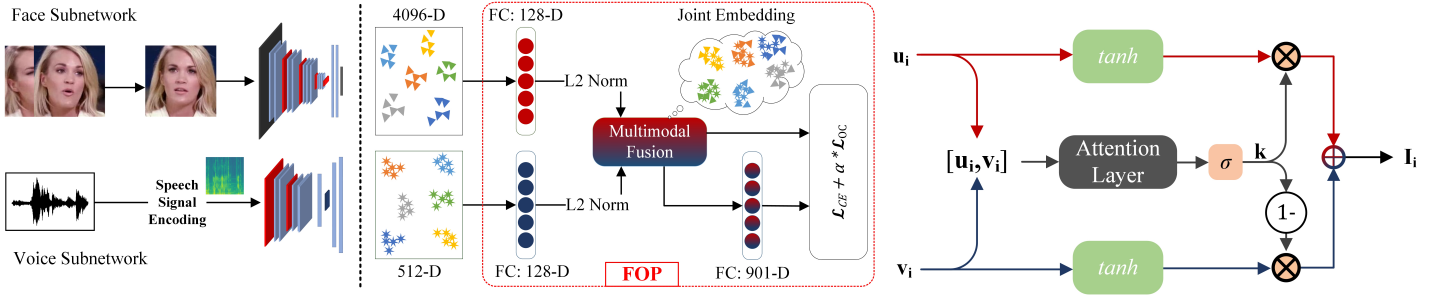 Face Subnetwork
Speech
Signal
Encoding
Voice Subnetwork
4096-D
512-D
FC: 128-D
L2 Norm
Joint Embedding
Multimodal
Fusion
L2 Norm
FC: 128-D
FOP
FC: 901-D
ℒCE + α * ℒOC
uᵢ
tanh
[uᵢ,vᵢ]
Attention
Layer
σ
k
1-
Iᵢ
vᵢ
tanh